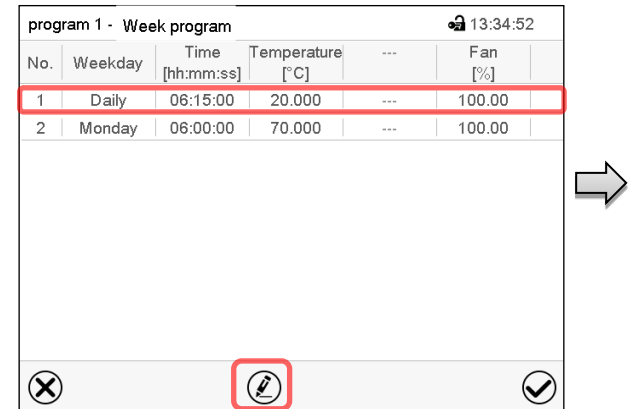 program 1 - Week program 13:34:52
No. Weekday Time [hh:mm:ss] Temperature [°C] --- Fan [%]
1 Daily 06:15:00 20.000 --- 100.00
2 Monday 06:00:00 70.000 --- 100.00